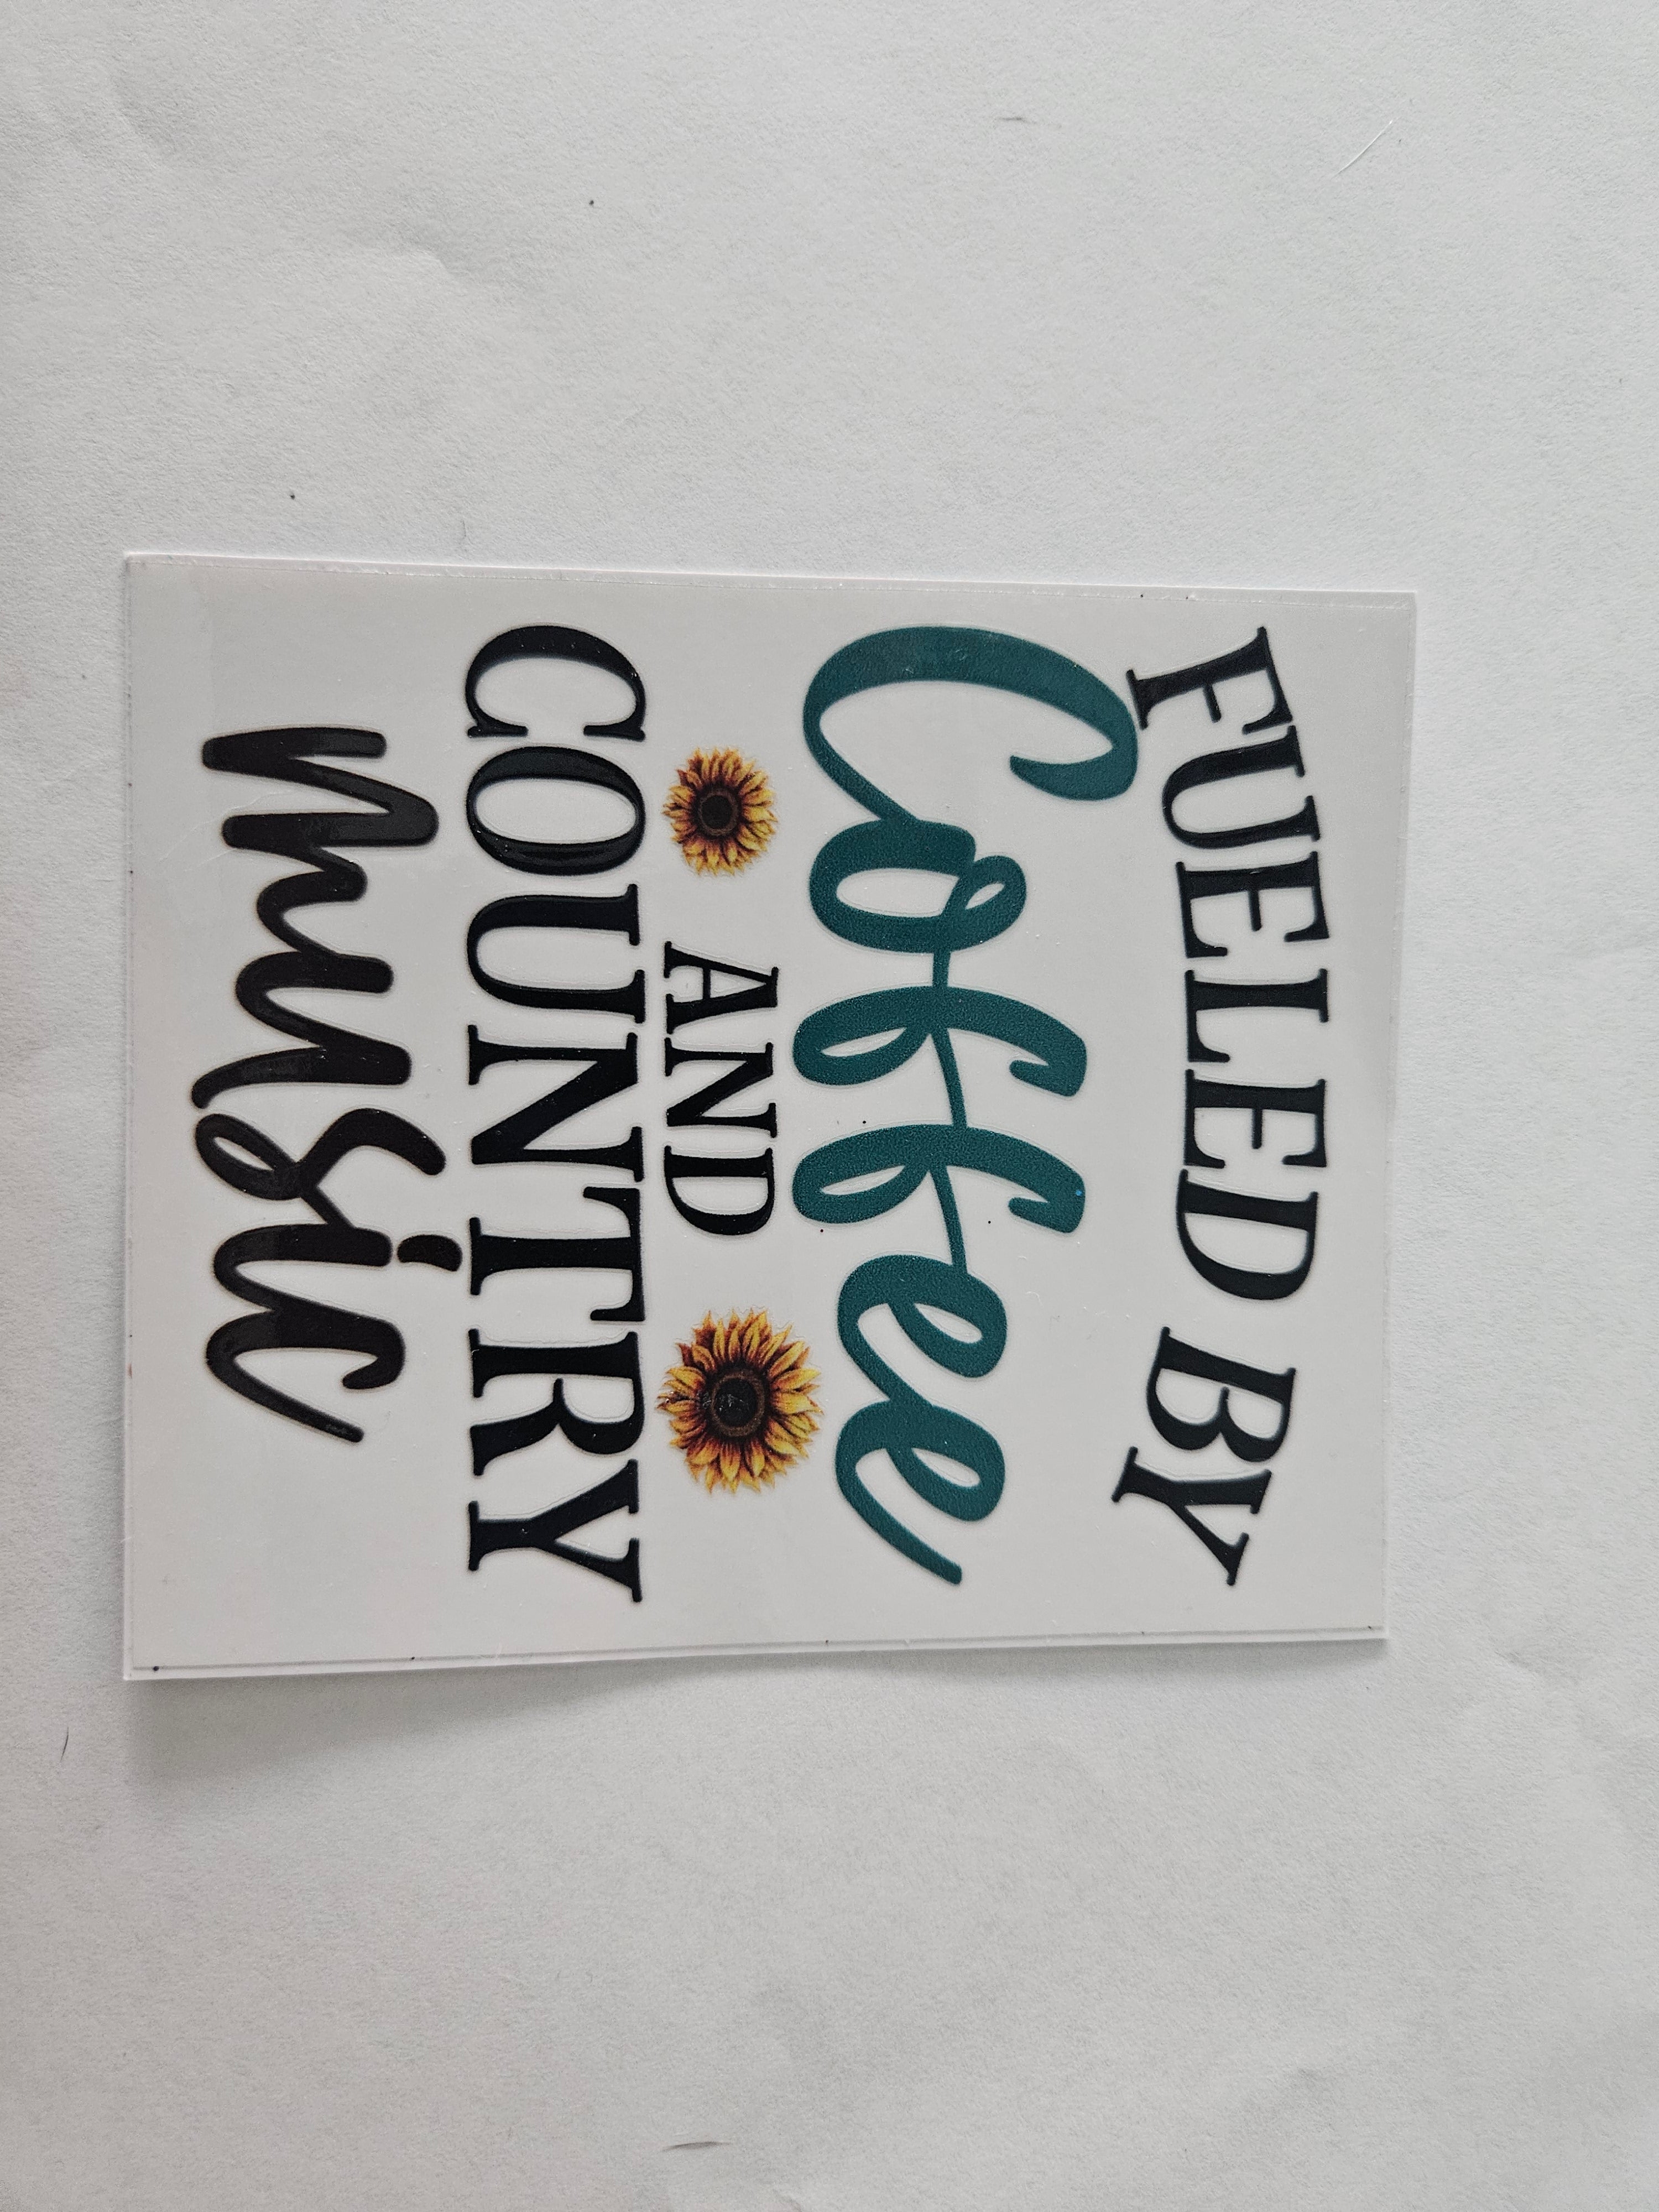 FUELED BY
Coffee
AND
COUNTRY
music